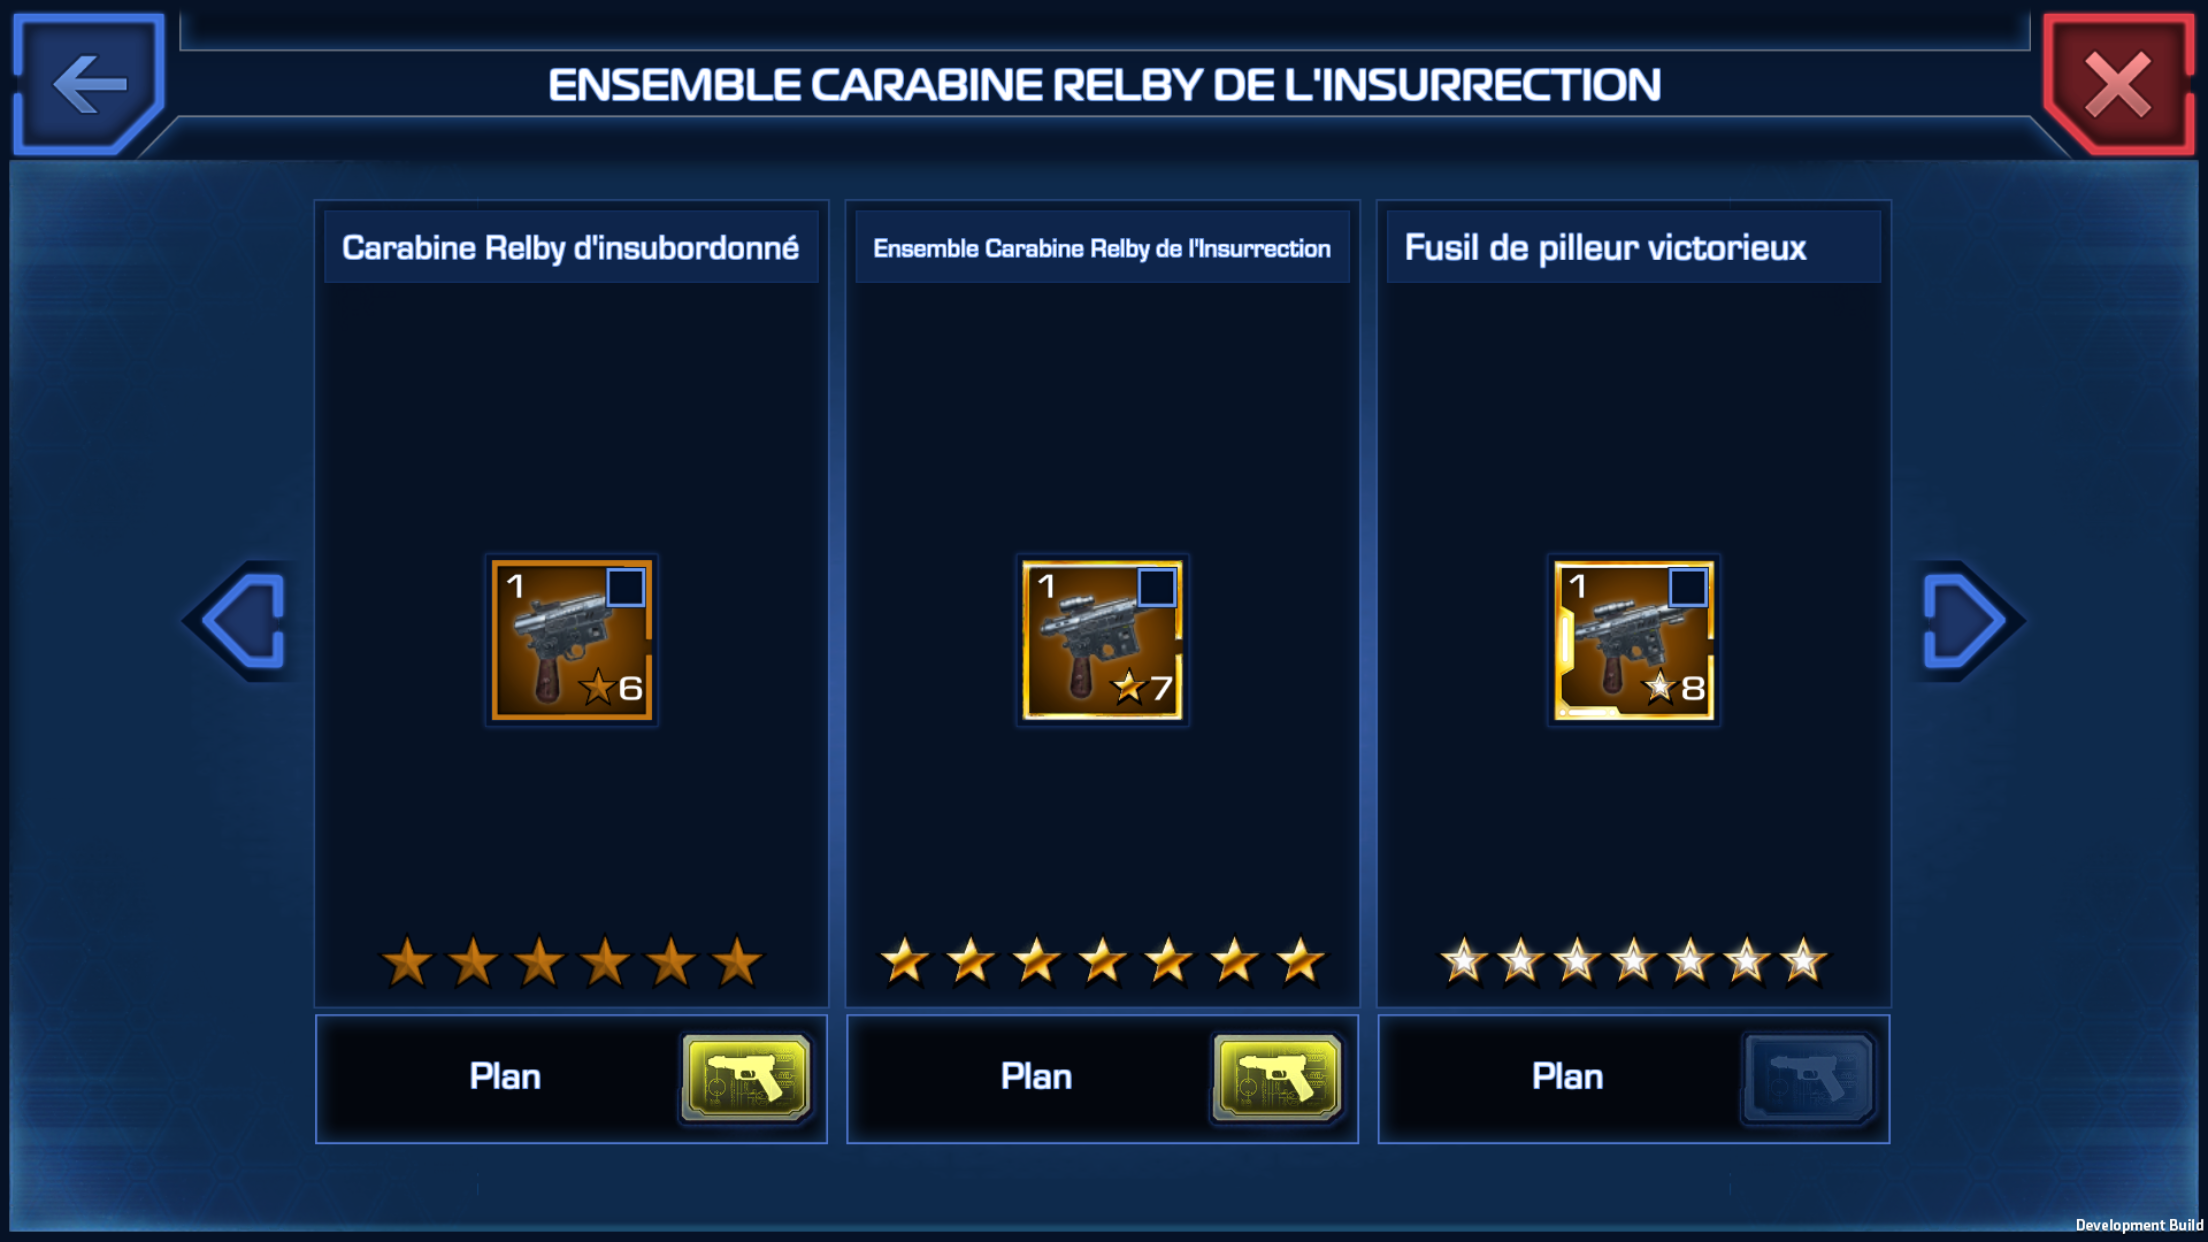 ENSEMBLE CARABINE RELBY DE L'INSURRECTION
Carabine Relby d'insubordonné
Ensemble Carabine Relby de l'Insurrection
Fusil de pilleur victorieux
1
6
1
7
1
8
Plan
Plan
Plan
Development Build